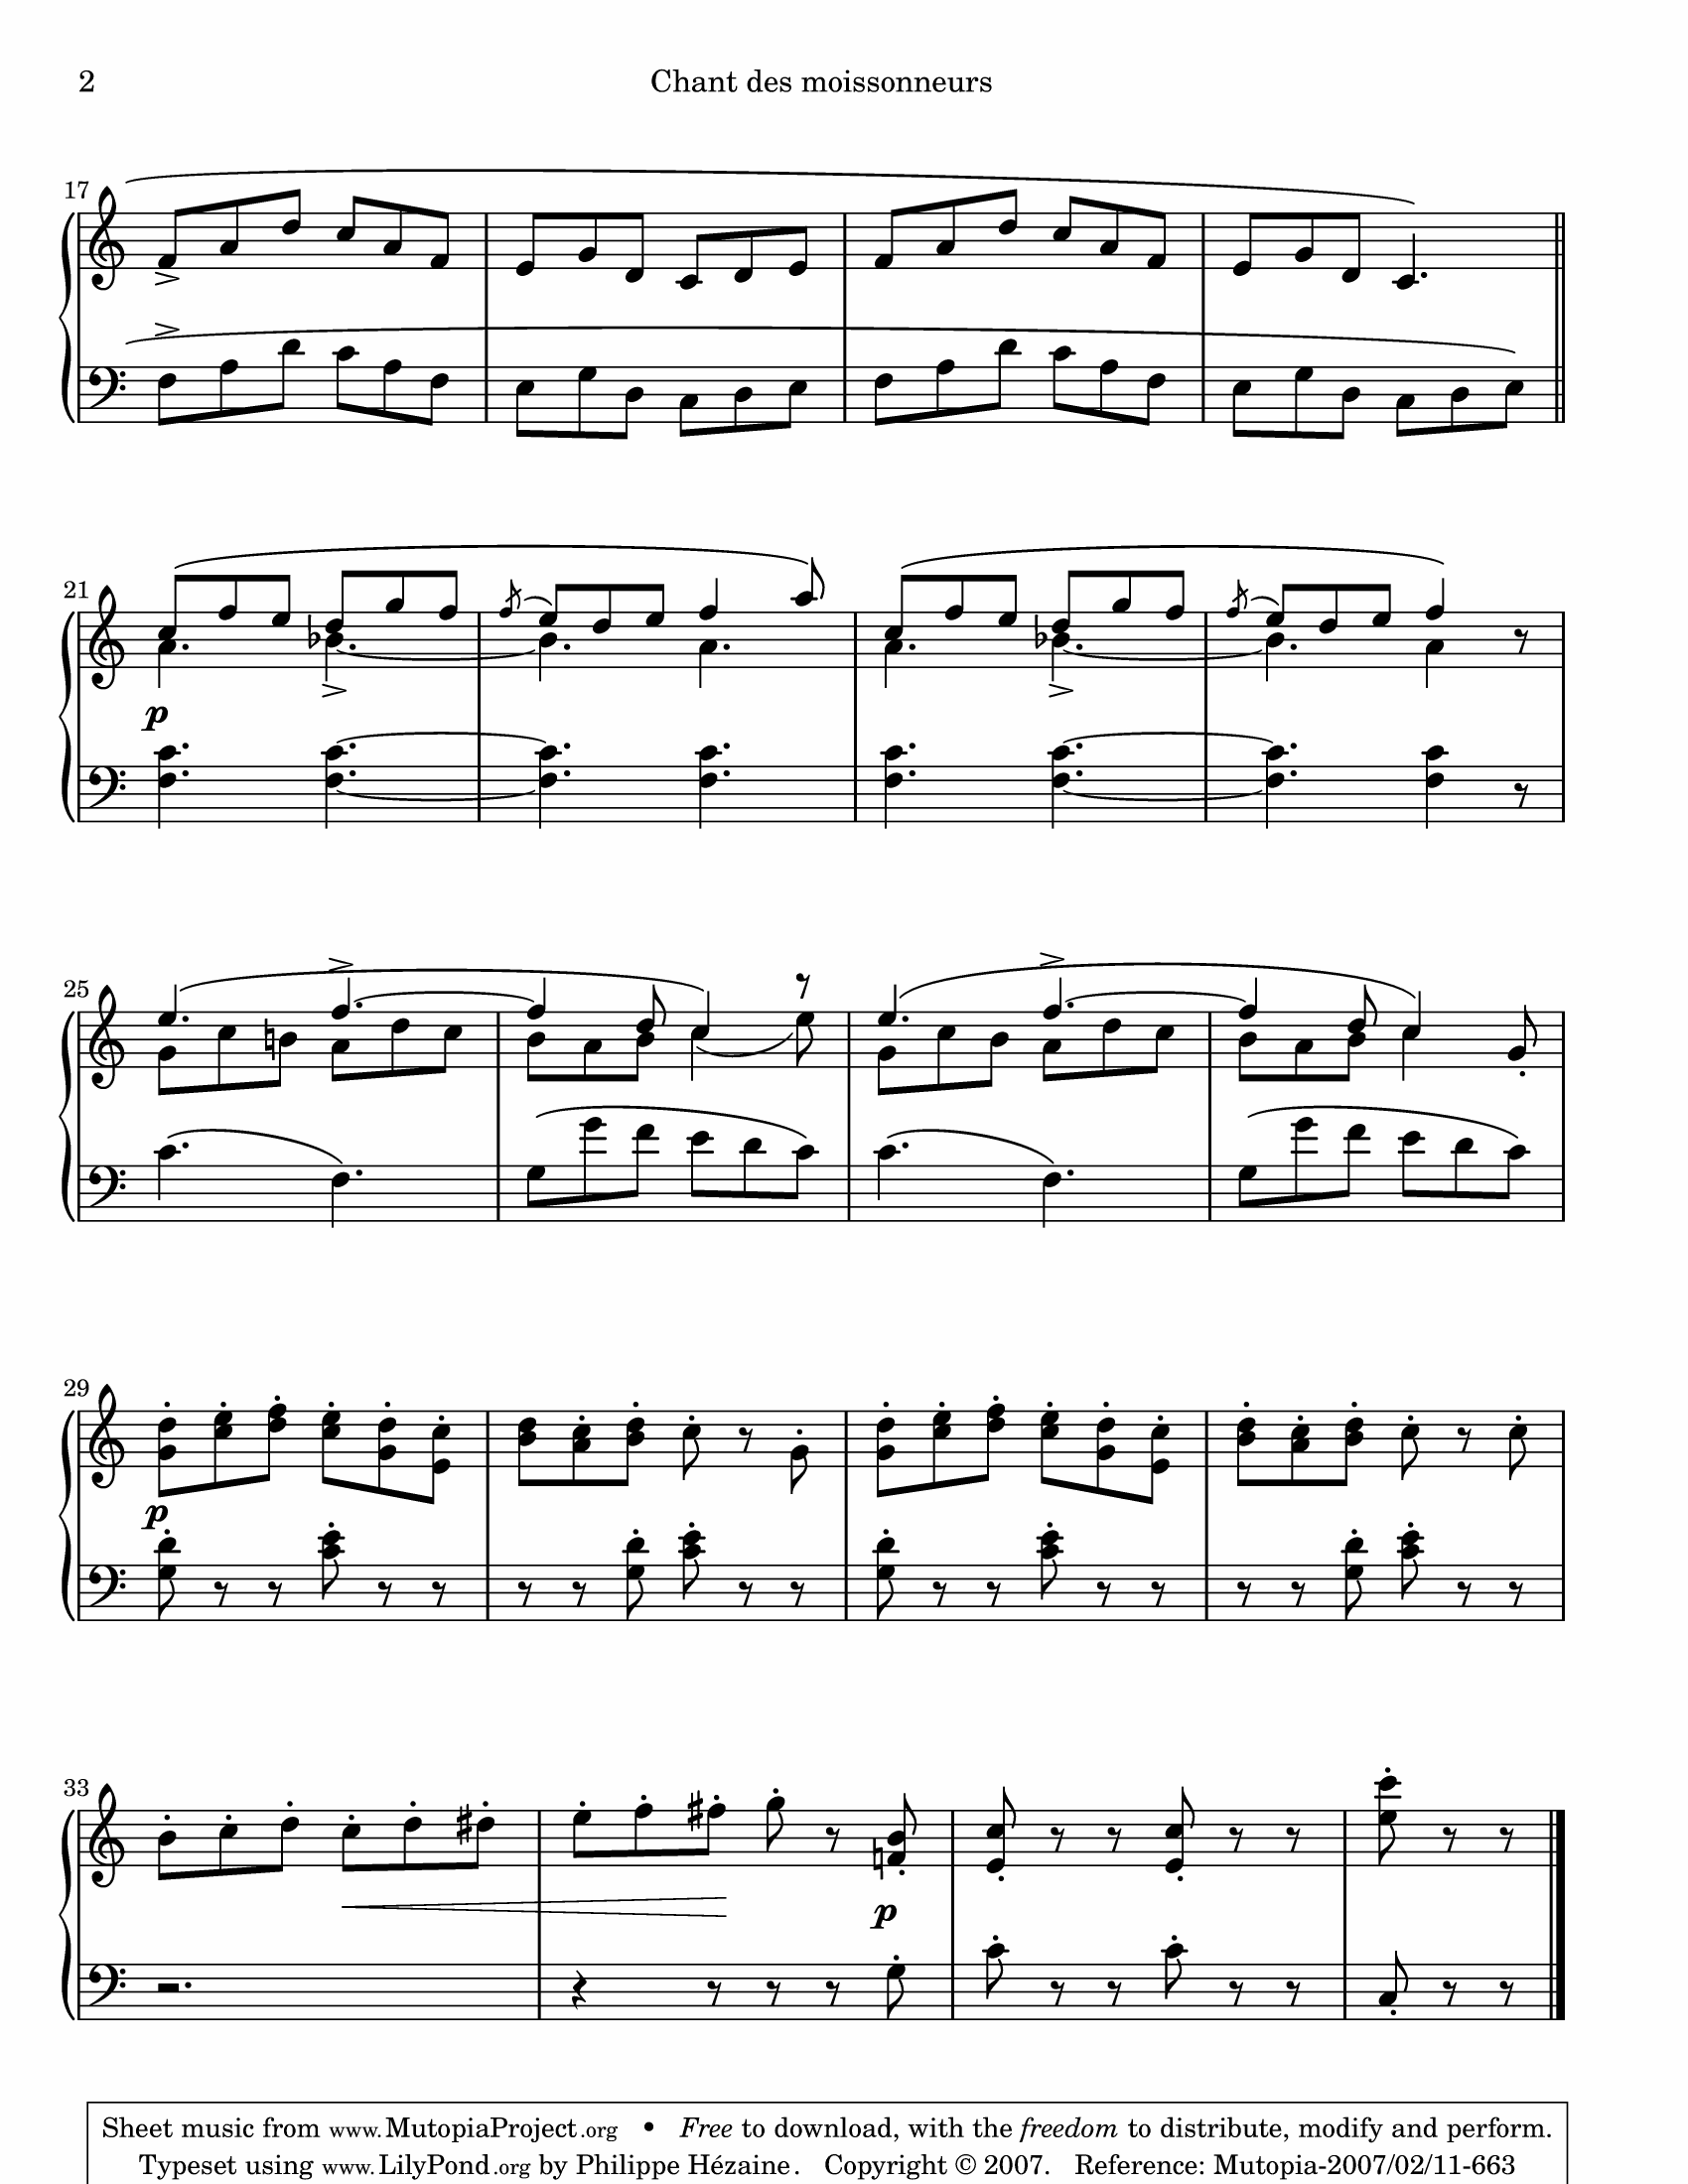 2 Chant des moissonneurs
17
21
p
25
29
p
33
p
Sheet music from www.MutopiaProject.org • Free to download, with the freedom to distribute, modify and perform.
Typeset using www.LilyPond.org by Philippe Hézaine. Copyright © 2007. Reference: Mutopia-2007/02/11-663